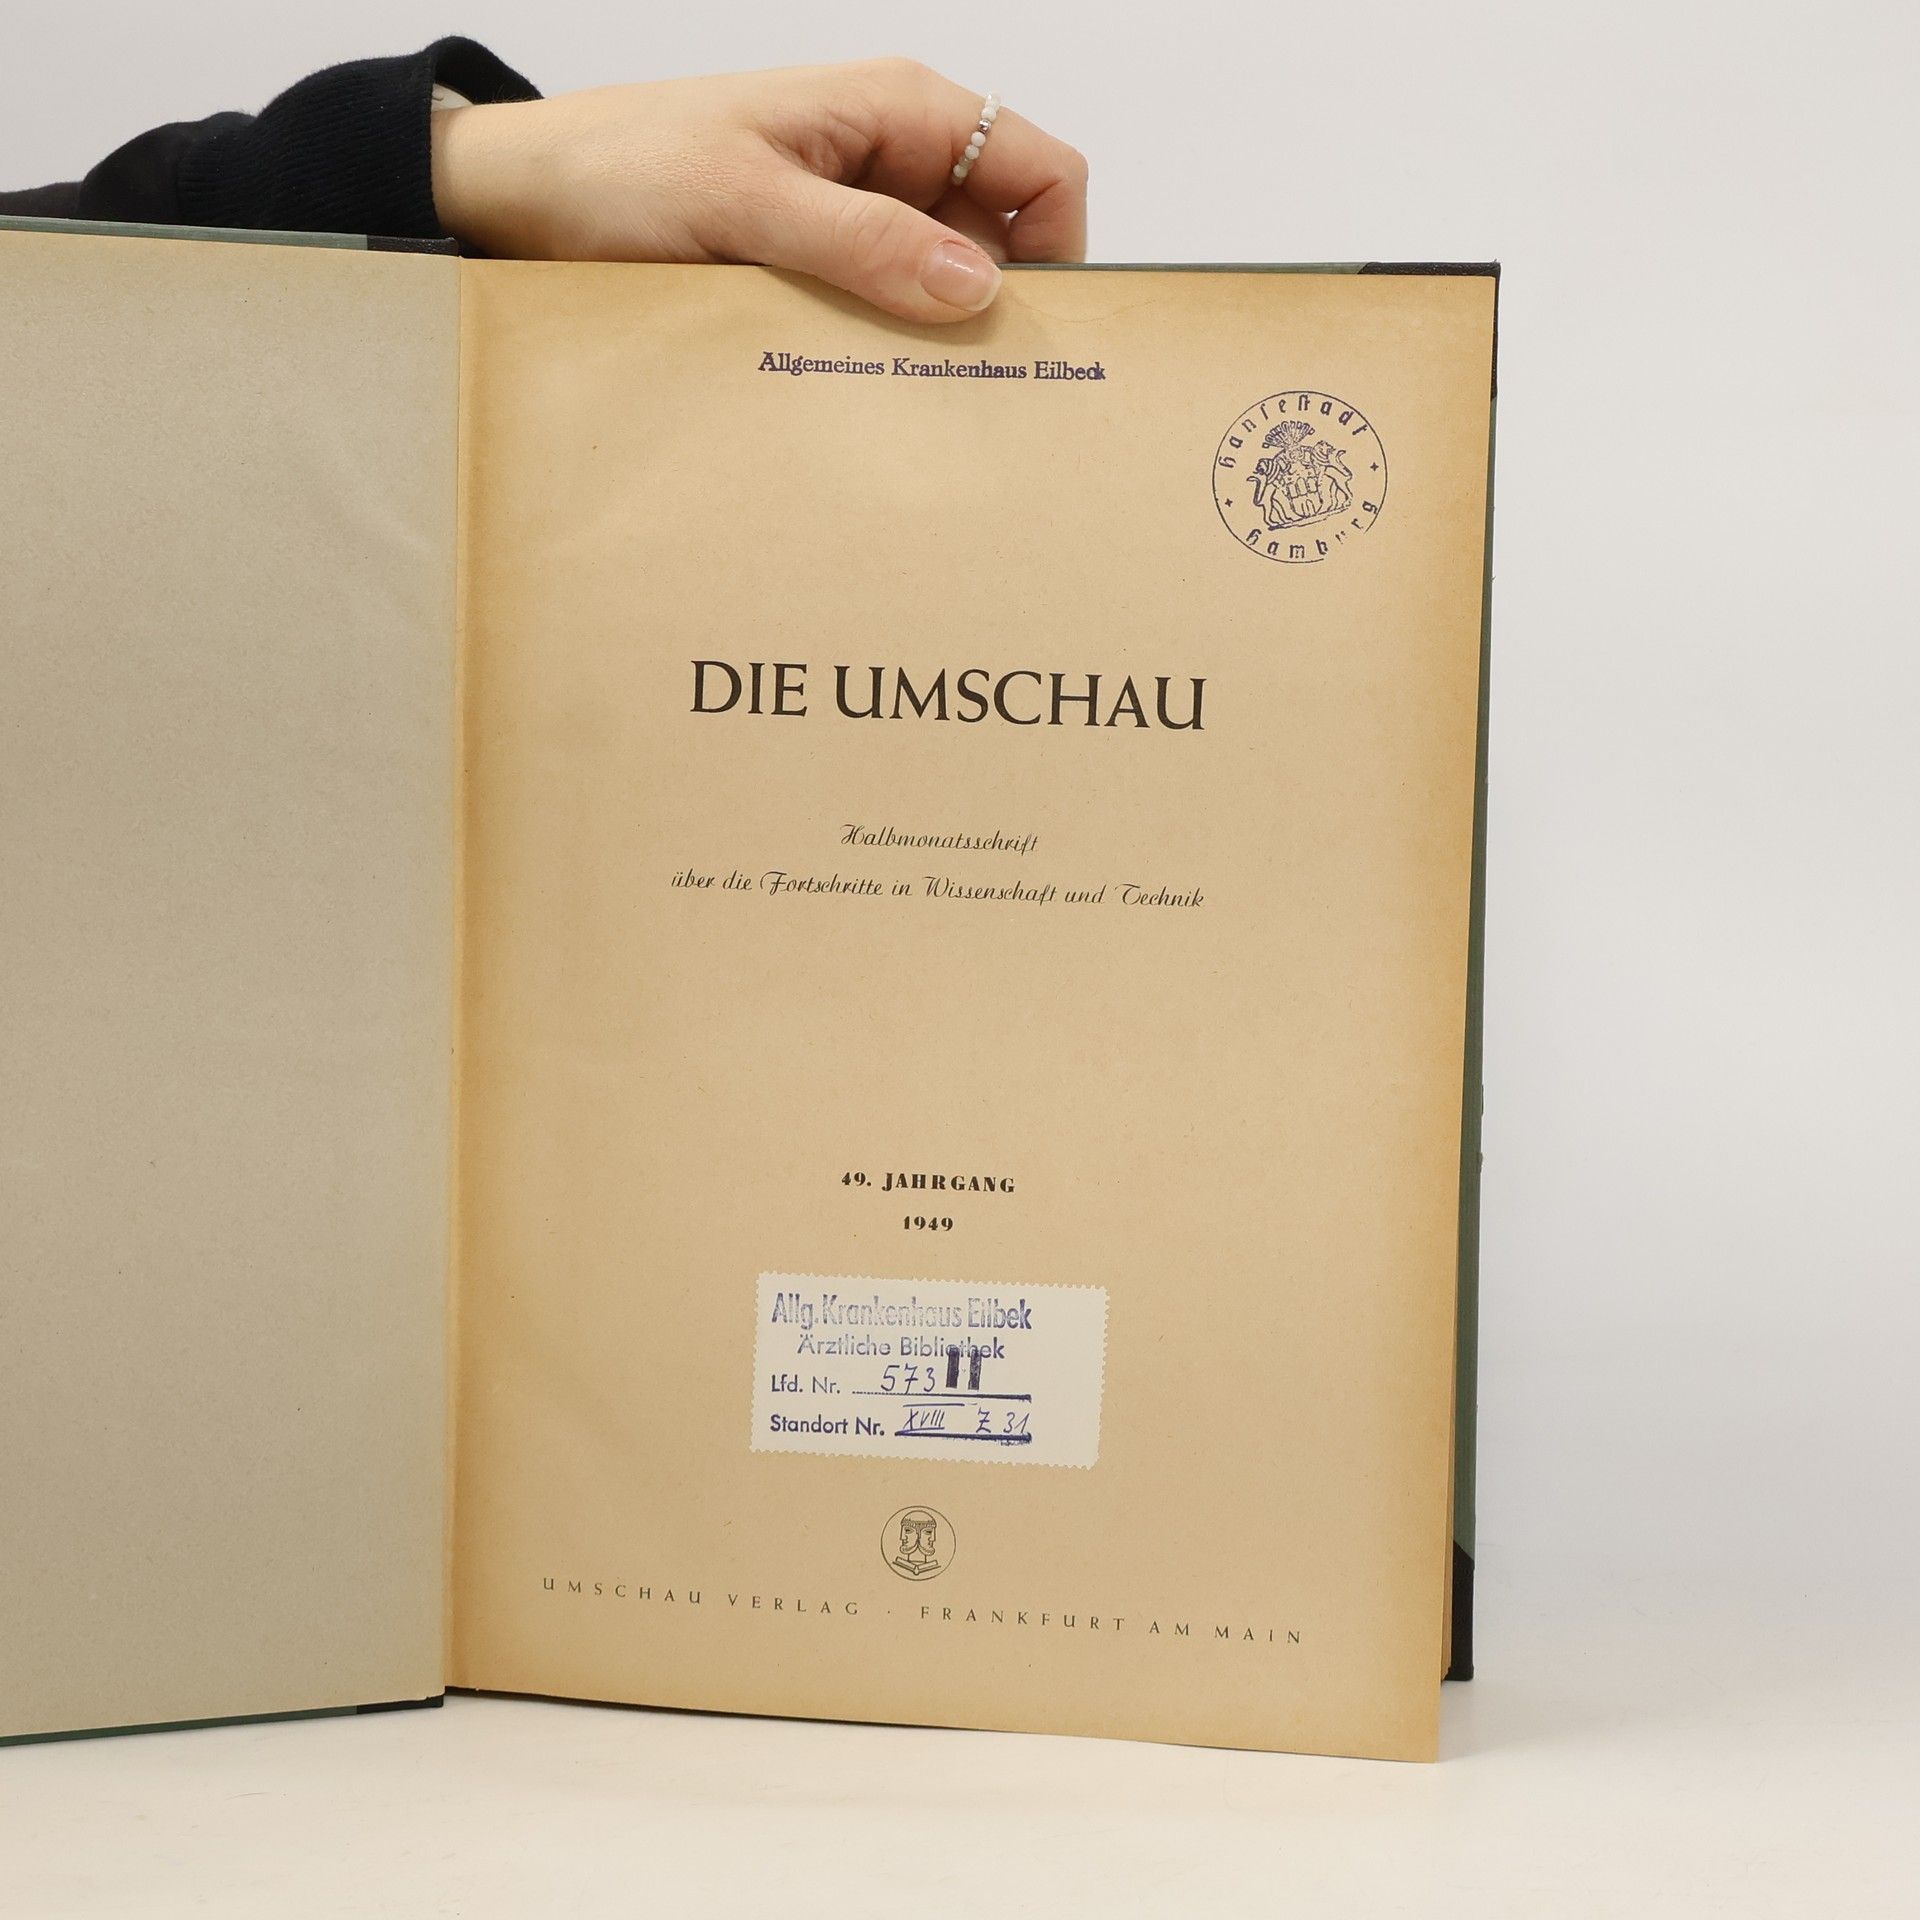 Allgemeines Krankenhaus Eilbeck
Hansestadt
Hamburg
DIE UMSCHAU
Halbmonatsschrift
über die Fortschritte in Wissenschaft und Technik
49. JAHRGANG
1949
Allg. Krankenhaus Eilbek
Ärztliche Bibliothek
Lfd. Nr. 573 II
Standort Nr. XVIII Z 31
UMSCHAU VERLAG · FRANKFURT AM MAIN